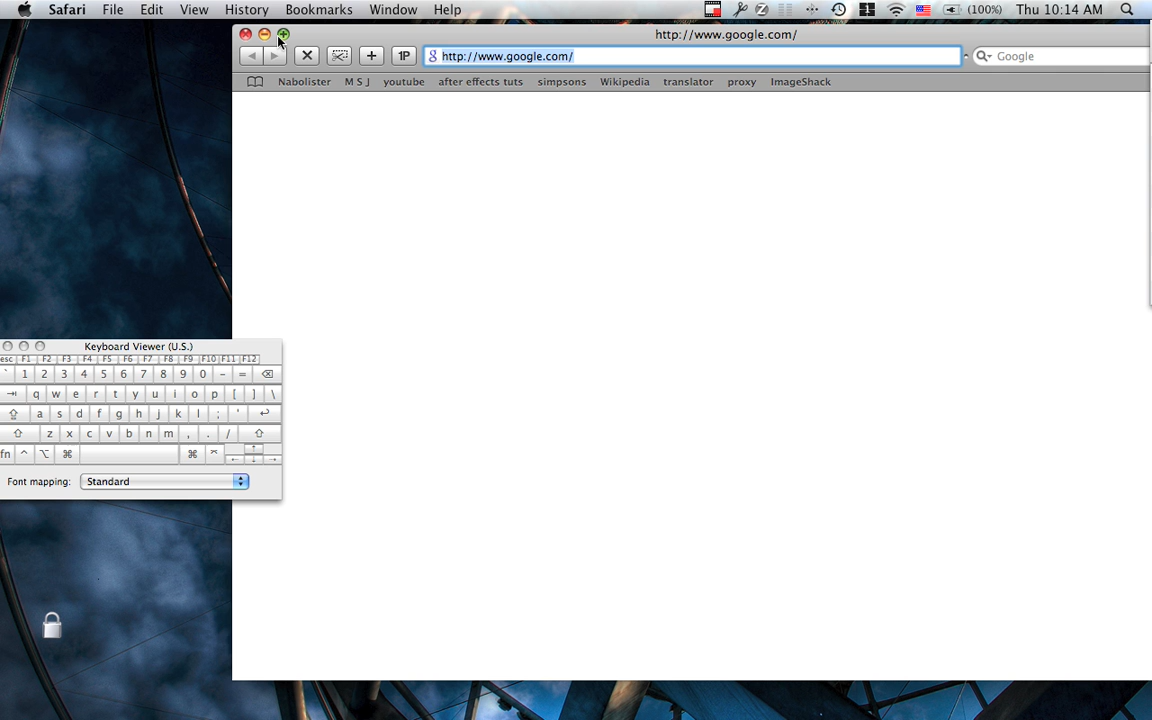 Safari File Edit View History Bookmarks Window Help (100%) Thu 10:14 AM
http://www.google.com/
1P http://www.google.com/ Google
Nabolister M S J youtube after effects tuts simpsons Wikipedia translator proxy ImageShack
Keyboard Viewer (U.S.)
esc F1 F2 F3 F4 F5 F6 F7 F8 F9 F10 F11 F12
` 1 2 3 4 5 6 7 8 9 0 - =
q w e r t y u i o p [ ] \
a s d f g h j k l ; '
z x c v b n m , . /
fn
Font mapping: Standard